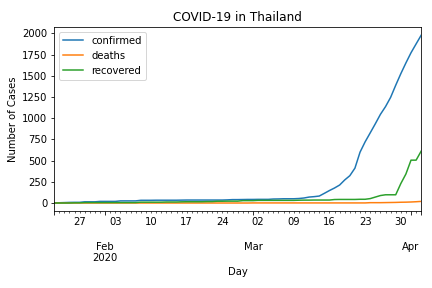 COVID-19 in Thailand
confirmed
deaths
recovered
2000
1750
1500
1250
1000
750
500
250
0
Number of Cases
27 03 10 17 24 02 09 16 23 30
Feb Mar Apr
2020
Day